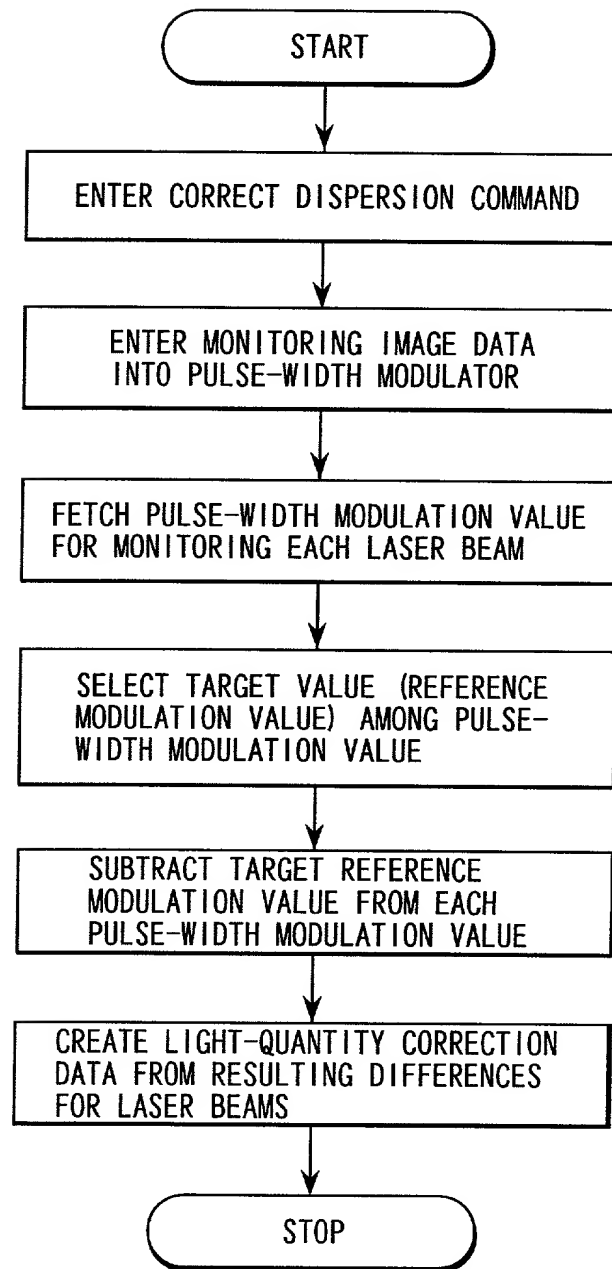 START
ENTER CORRECT DISPERSION COMMAND
ENTER MONITORING IMAGE DATA
INTO PULSE-WIDTH MODULATOR
FETCH PULSE-WIDTH MODULATION VALUE
FOR MONITORING EACH LASER BEAM
SELECT TARGET VALUE (REFERENCE
MODULATION VALUE) AMONG PULSE-
WIDTH MODULATION VALUE
SUBTRACT TARGET REFERENCE
MODULATION VALUE FROM EACH
PULSE-WIDTH MODULATION VALUE
CREATE LIGHT-QUANTITY CORRECTION
DATA FROM RESULTING DIFFERENCES
FOR LASER BEAMS
STOP